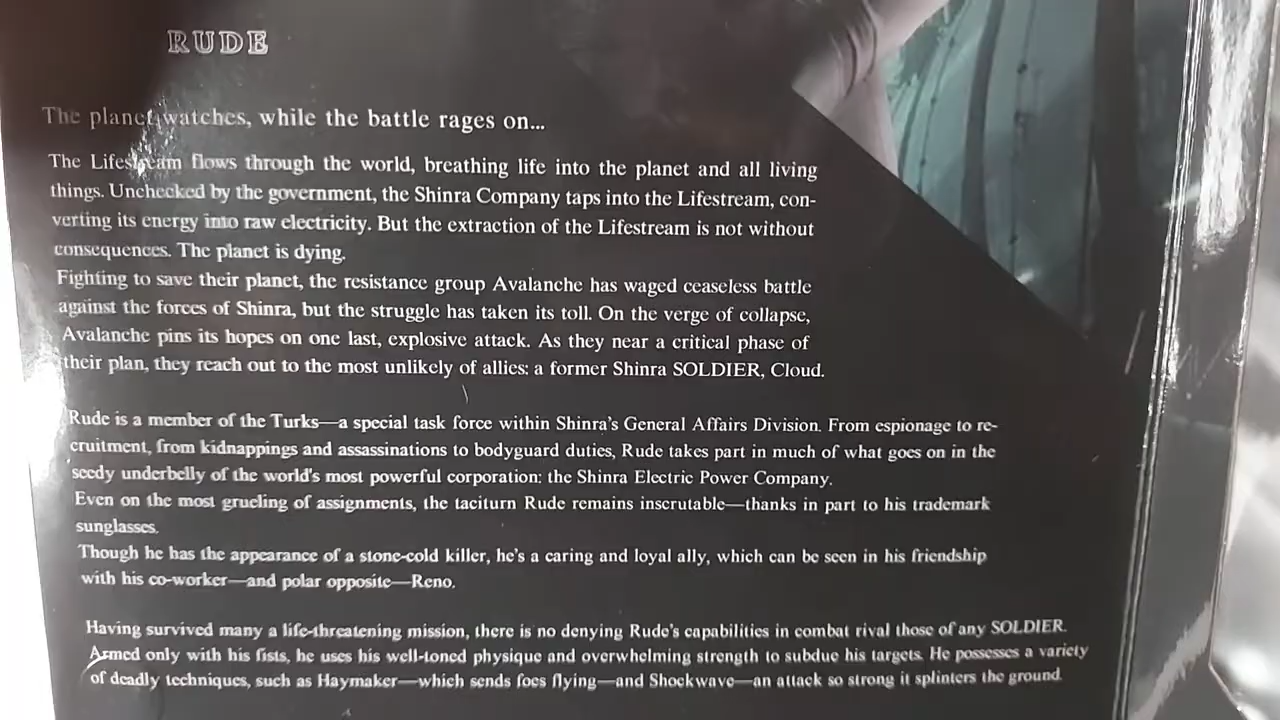 RUDE
The planet watches, while the battle rages on...
The Lifestream flows through the world, breathing life into the planet and all living
things. Unchecked by the government, the Shinra Company taps into the Lifestream, con-
verting its energy into raw electricity. But the extraction of the Lifestream is not without
consequences. The planet is dying.
Fighting to save their planet, the resistance group Avalanche has waged ceaseless battle
against the forces of Shinra, but the struggle has taken its toll. On the verge of collapse,
Avalanche pins its hopes on one last, explosive attack. As they near a critical phase of
their plan, they reach out to the most unlikely of allies: a former Shinra SOLDIER, Cloud.
Rude is a member of the Turks—a special task force within Shinra's General Affairs Division. From espionage to re-
cruitment, from kidnappings and assassinations to bodyguard duties, Rude takes part in much of what goes on in the
seedy underbelly of the world's most powerful corporation: the Shinra Electric Power Company.
Even on the most grueling of assignments, the taciturn Rude remains inscrutable—thanks in part to his trademark
sunglasses.
Though he has the appearance of a stone-cold killer, he's a caring and loyal ally, which can be seen in his friendship
with his co-worker—and polar opposite—Reno.
Having survived many a life-threatening mission, there is no denying Rude's capabilities in combat rival those of any SOLDIER.
Armed only with his fists, he uses his well-toned physique and overwhelming strength to subdue his targets. He possesses a variety
of deadly techniques, such as Haymaker—which sends foes flying—and Shockwave—an attack so strong it splinters the ground.